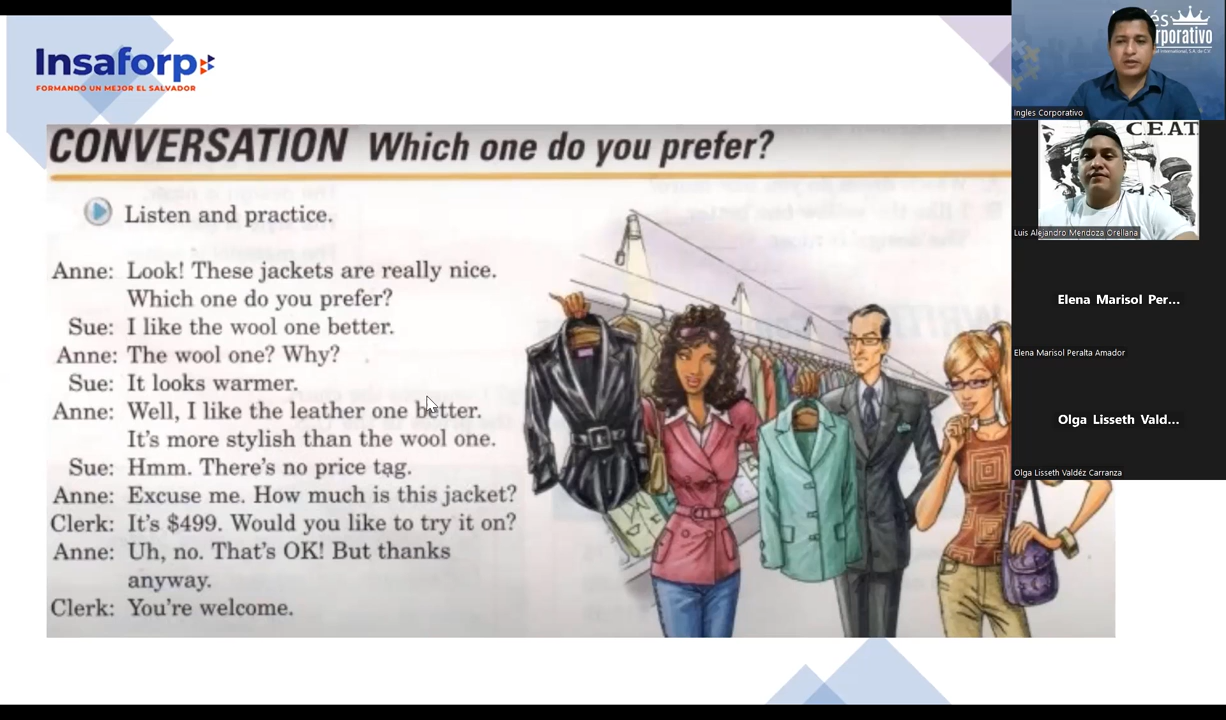 Insaforp
FORMANDO UN MEJOR EL SALVADOR
CONVERSATION Which one do you prefer?
Listen and practice.
Anne: Look! These jackets are really nice.
Which one do you prefer?
Sue: I like the wool one better.
Anne: The wool one? Why?
Sue: It looks warmer.
Anne: Well, I like the leather one better.
It's more stylish than the wool one.
Sue: Hmm. There's no price tag.
Anne: Excuse me. How much is this jacket?
Clerk: It's $499. Would you like to try it on?
Anne: Uh, no. That's OK! But thanks
anyway.
Clerk: You're welcome.
Ingles Corporativo
C.E.A.T
Luis Alejandro Mendoza Orellana
Elena Marisol Per...
Elena Marisol Peralta Amador
Olga Lisseth Vald...
Olga Lisseth Valdéz Carranza